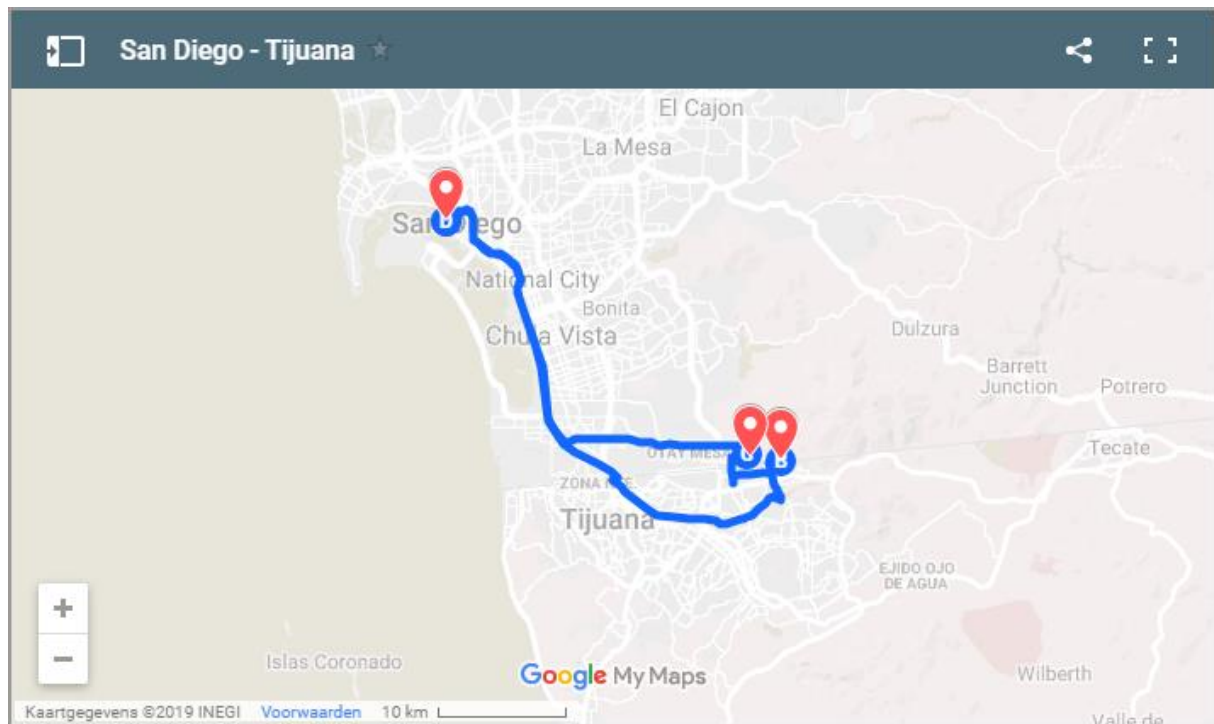 San Diego - Tijuana
El Cajon
La Mesa
San Diego
National City
Bonita
Chula Vista
Dulzura
Barrett
Junction
Potrero
OTAY MESA
Tecate
Tijuana
EJIDO OJO
DE AGUA
+
−
Islas Coronado
Google My Maps
Wilberth
Kaartgegevens ©2019 INEGI Voorwaarden 10 km
Valle de